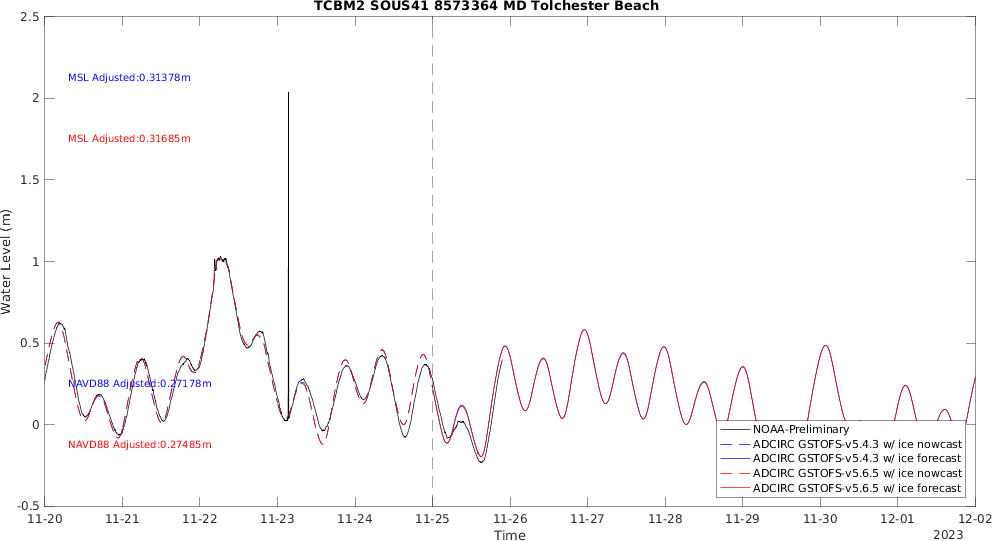 TCBM2 SOUS41 8573364 MD Tolchester Beach
2.5
2
1.5
1
0.5
0
-0.5
Water Level (m)
MSL Adjusted:0.31378m
MSL Adjusted:0.31685m
NAVD88 Adjusted:0.27178m
NAVD88 Adjusted:0.27485m
NOAA-Preliminary
ADCIRC GSTOFS-v5.4.3 w/ ice nowcast
ADCIRC GSTOFS-v5.4.3 w/ ice forecast
ADCIRC GSTOFS-v5.6.5 w/ ice nowcast
ADCIRC GSTOFS-v5.6.5 w/ ice forecast
11-20 11-21 11-22 11-23 11-24 11-25 11-26 11-27 11-28 11-29 11-30 12-01 12-02
Time
2023